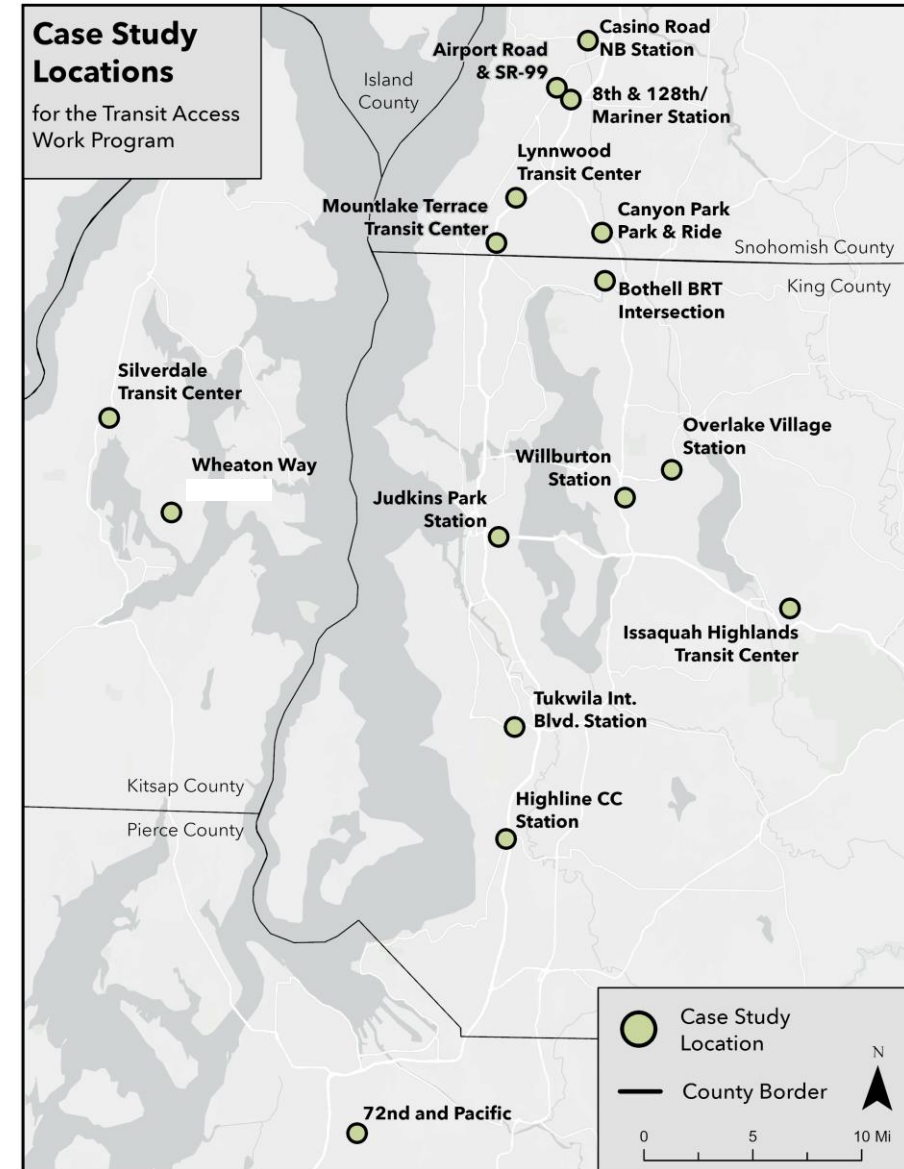 Case Study
Locations
for the Transit Access
Work Program
Island
County
Casino Road
NB Station
Airport Road
& SR-99
8th & 128th/
Mariner Station
Lynnwood
Transit Center
Mountlake Terrace
Transit Center
Canyon Park
Park & Ride
Snohomish County
King County
Bothell BRT
Intersection
Silverdale
Transit Center
Wheaton Way
Overlake Village
Station
Willburton
Station
Judkins Park
Station
Issaquah Highlands
Transit Center
Tukwila Int.
Blvd. Station
Kitsap County
Pierce County
Highline CC
Station
72nd and Pacific
Case Study
Location
County Border
N
0 5 10 Mi